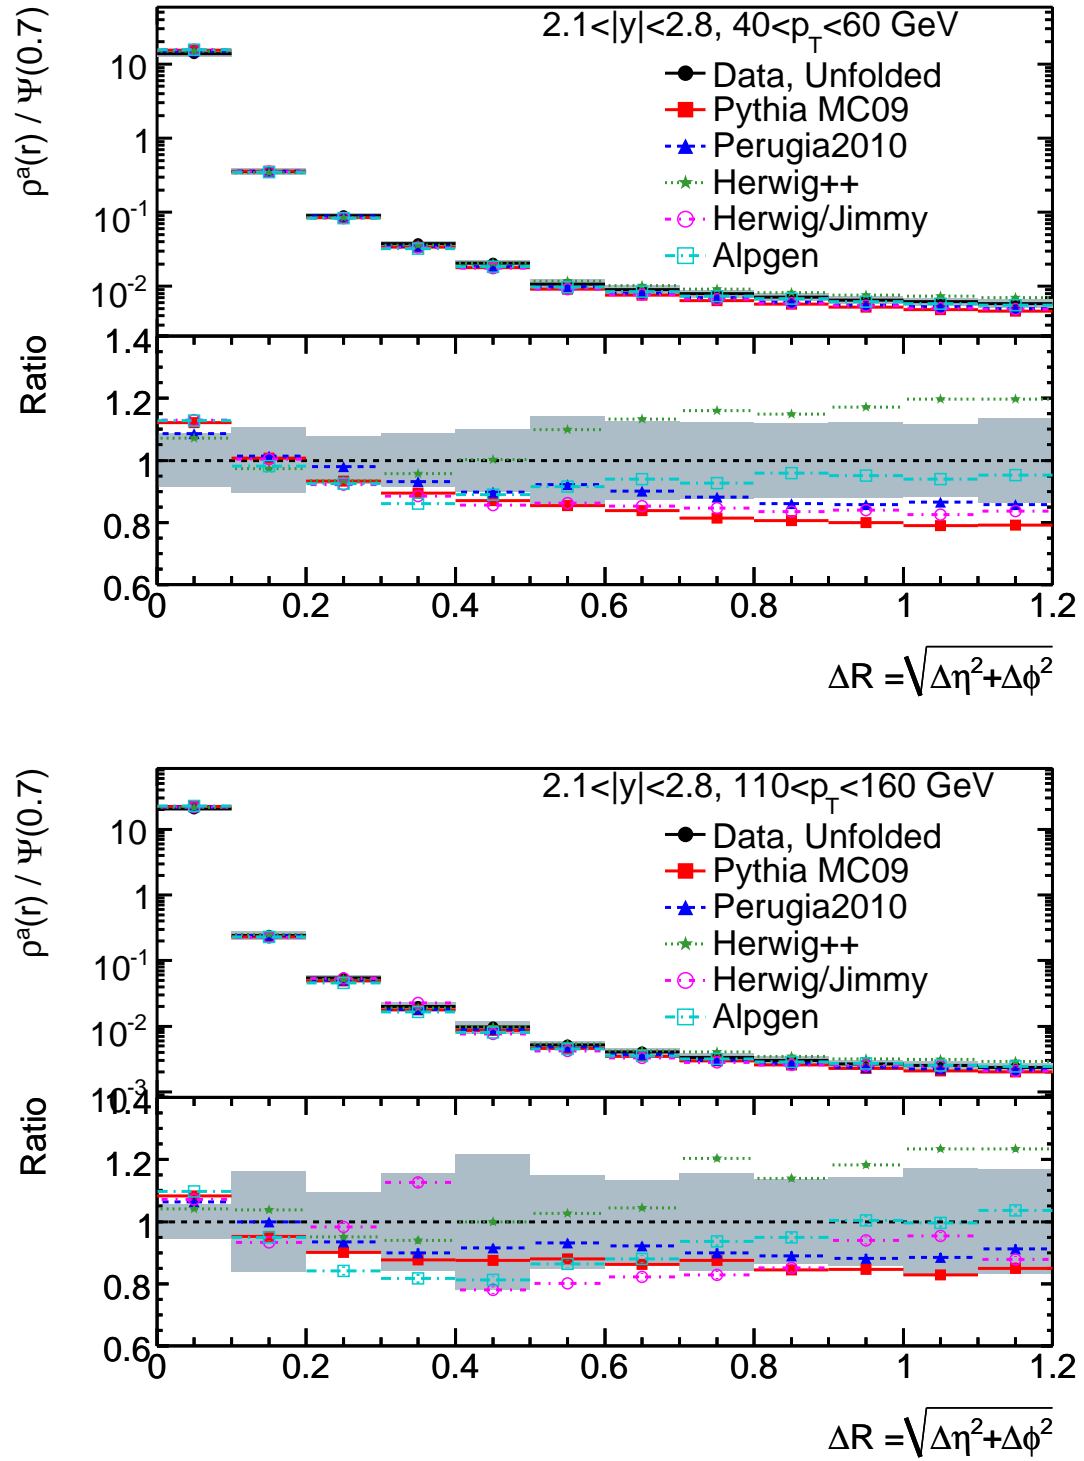 2.1<|y|<2.8, 40<p_T<60 GeV
ρ^a(r) / Ψ(0.7)
10
1
10^-1
10^-2
Data, Unfolded
Pythia MC09
Perugia2010
Herwig++
Herwig/Jimmy
Alpgen
Ratio
1.4
1.2
1
0.8
0.6
0 0.2 0.4 0.6 0.8 1 1.2
ΔR = √Δη²+Δϕ²
2.1<|y|<2.8, 110<p_T<160 GeV
ρ^a(r) / Ψ(0.7)
10
1
10^-1
10^-2
10^-3
Data, Unfolded
Pythia MC09
Perugia2010
Herwig++
Herwig/Jimmy
Alpgen
Ratio
1.4
1.2
1
0.8
0.6
0 0.2 0.4 0.6 0.8 1 1.2
ΔR = √Δη²+Δϕ²